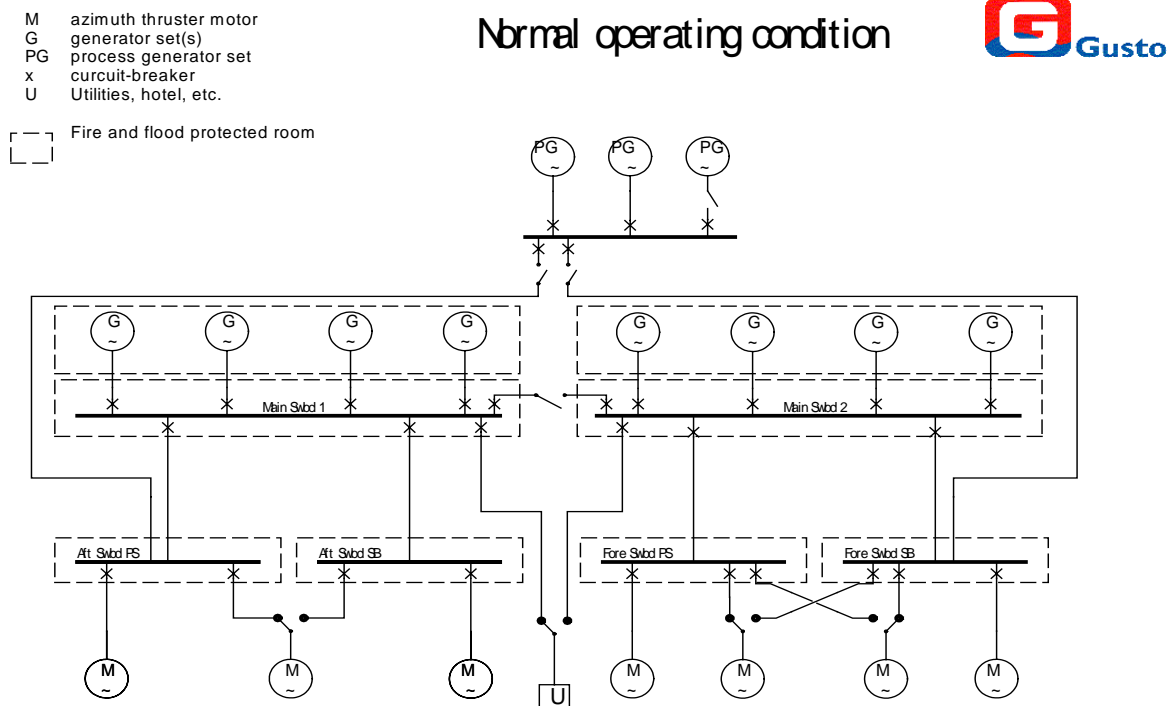 M azimuth thruster motor
G generator set(s)
PG process generator set
x curcuit-breaker
U Utilities, hotel, etc.
Fire and flood protected room
Normal operating condition
G Gusto
PG ~ PG ~ PG ~
G ~ G ~ G ~ G ~ G ~ G ~ G ~ G ~
Main Swbd 1 Main Swbd 2
Aft Swbd PS Aft Swbd SB Fore Swbd PS Fore Swbd SB
M ~ M ~ M ~ U M ~ M ~ M ~ M ~